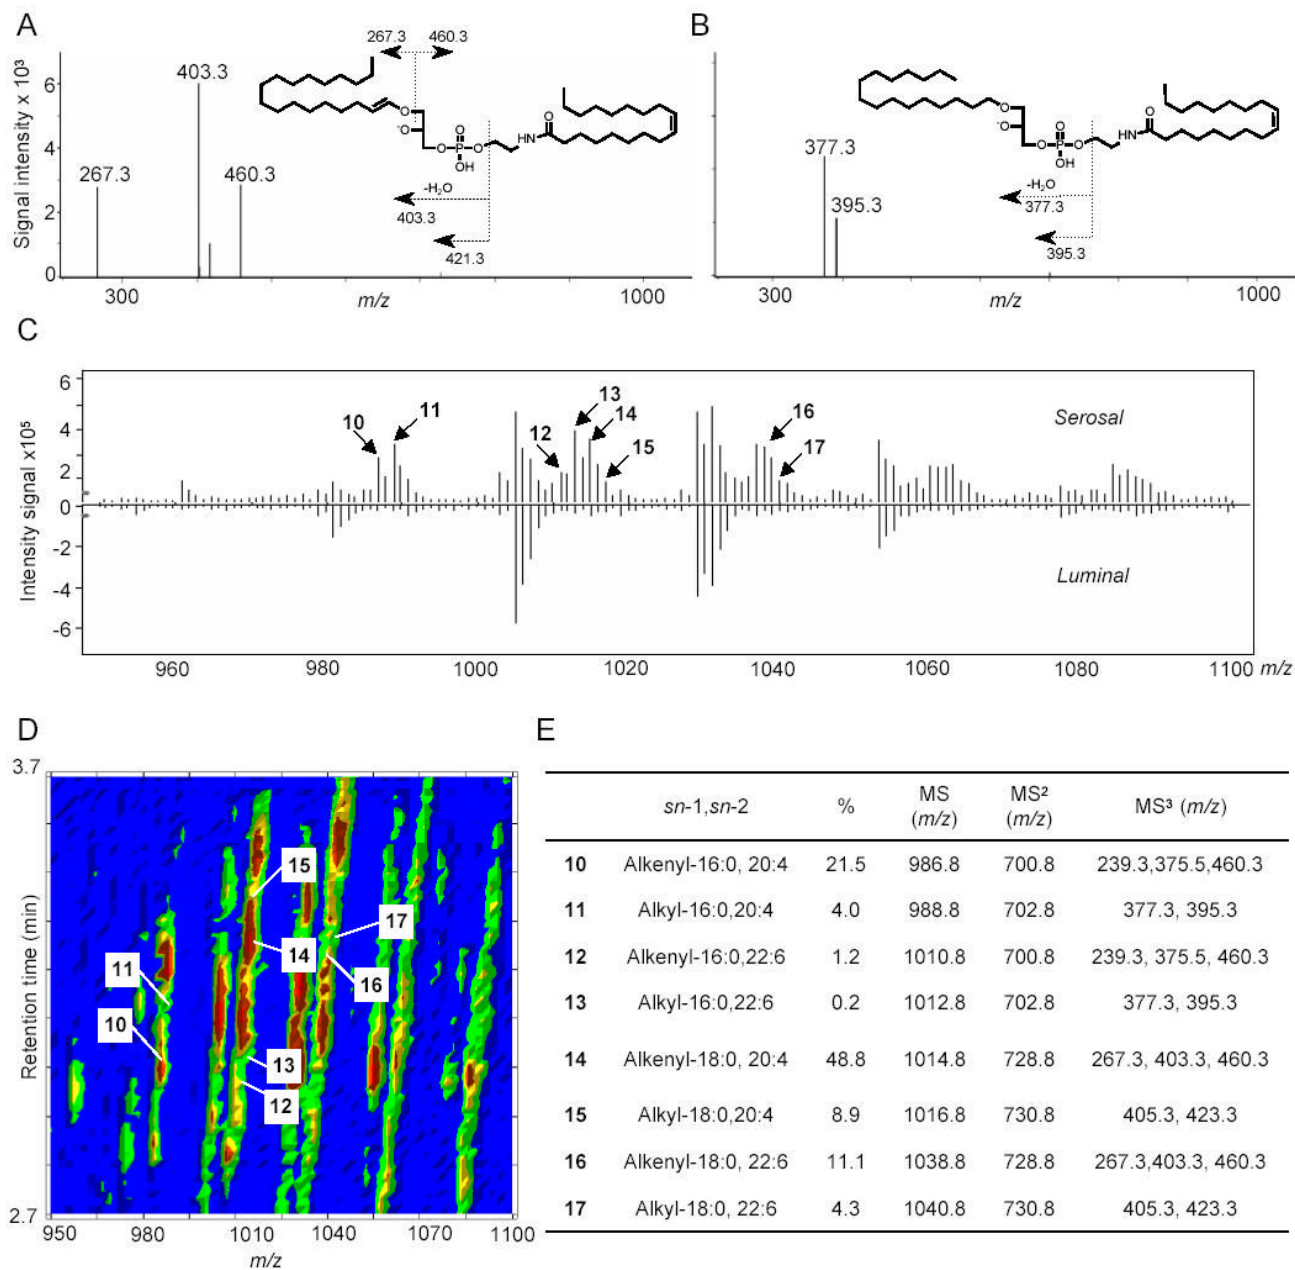 A
Signal intensity x 10³
6
4
2
0
267.3
403.3
460.3
267.3 460.3
O
⁻O
O
O
P
OH
O
HN
O
-H₂O
403.3
421.3
300
m/z
1000
B
377.3
395.3
O
⁻O
O
O
P
OH
O
HN
O
-H₂O
377.3
395.3
300
m/z
1000
C
Intensity signal x10⁵
6
4
2
0
-2
-4
-6
10
11
12
13
14
15
16
17
Serosal
Luminal
960 980 1000 1020 1040 1060 1080 1100 m/z
D
3.7
Retention time (min)
2.7
15
17
14
11
16
10
13
12
950 980 1010 1040 1070 1100
m/z
E
sn-1,sn-2 % MS (m/z) MS² (m/z) MS³ (m/z)
10 Alkenyl-16:0, 20:4 21.5 986.8 700.8 239.3,375.5,460.3
11 Alkyl-16:0,20:4 4.0 988.8 702.8 377.3, 395.3
12 Alkenyl-16:0,22:6 1.2 1010.8 700.8 239.3, 375.5, 460.3
13 Alkyl-16:0,22:6 0.2 1012.8 702.8 377.3, 395.3
14 Alkenyl-18:0, 20:4 48.8 1014.8 728.8 267.3, 403.3, 460.3
15 Alkyl-18:0,20:4 8.9 1016.8 730.8 405.3, 423.3
16 Alkenyl-18:0, 22:6 11.1 1038.8 728.8 267.3,403.3, 460.3
17 Alkyl-18:0, 22:6 4.3 1040.8 730.8 405.3, 423.3